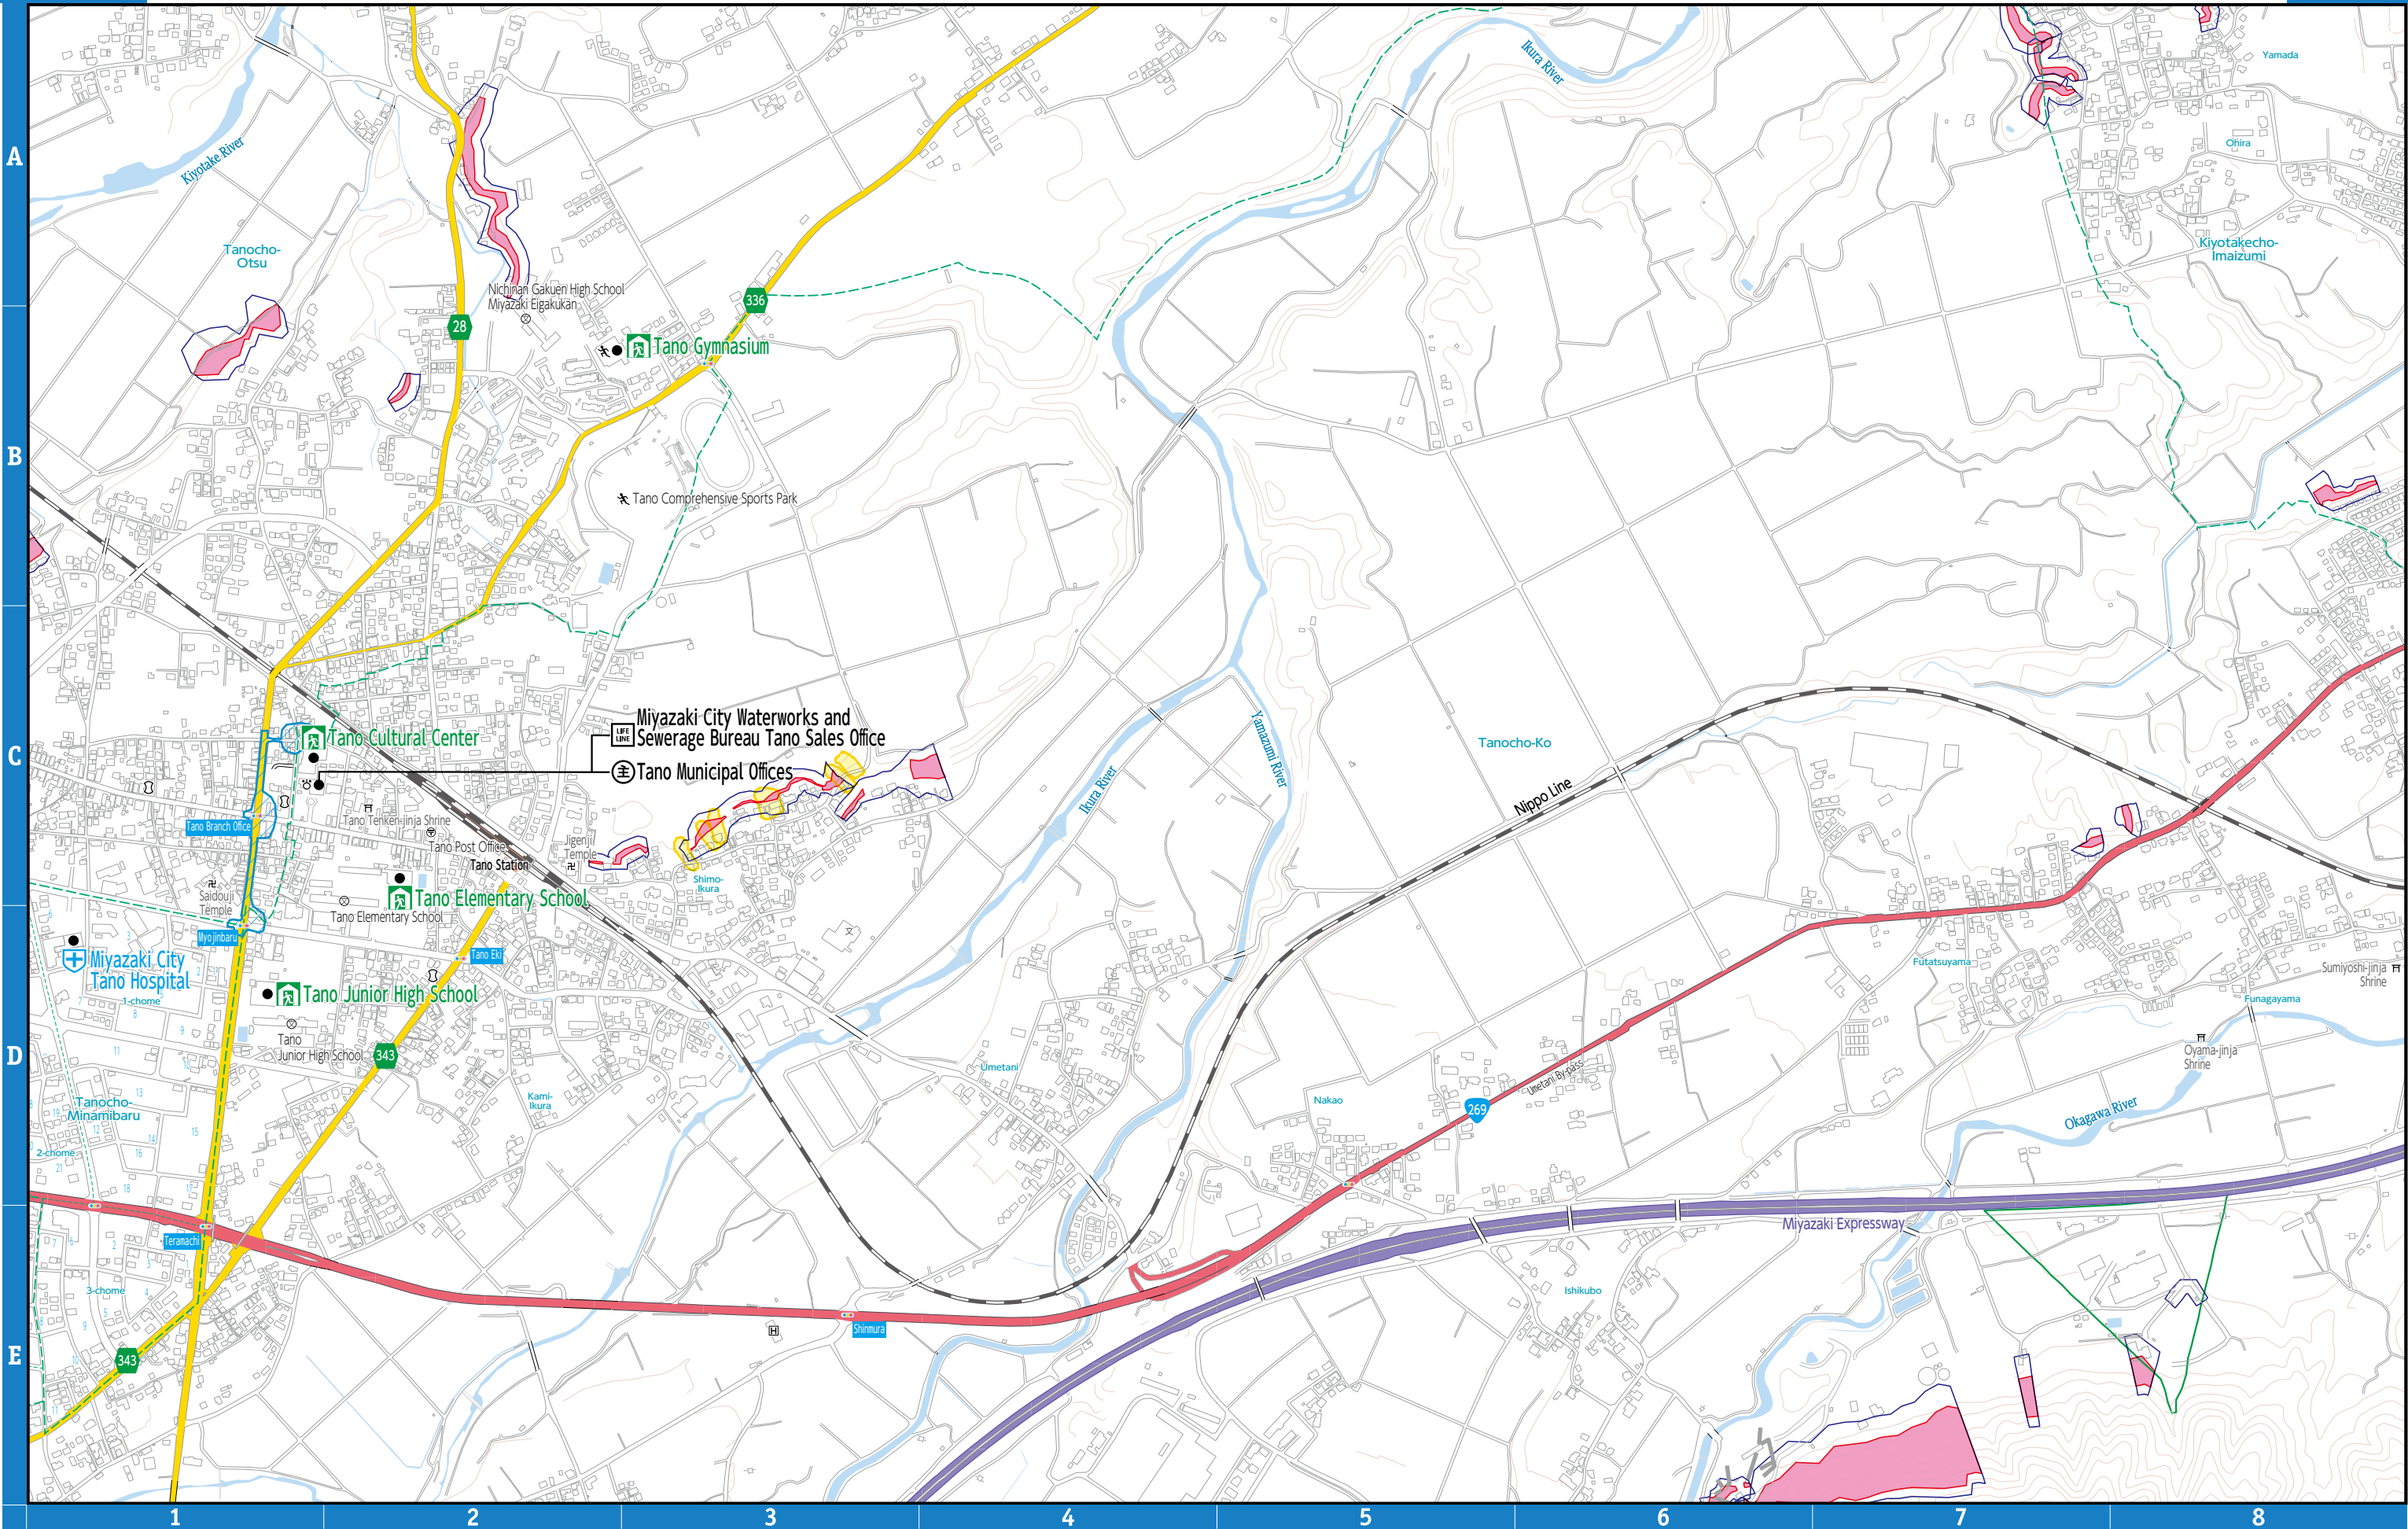 A
B
C
D
E
1
2
3
4
5
6
7
8
Kiyotake River
Ikura River
Yamada
Ohira
Tanocho-
Otsu
Kiyotakecho-
Imaizumi
Nichinan Gakuen High School
Miyazaki Eigakukan
336
28
Tano Gymnasium
Tano Comprehensive Sports Park
Miyazaki City Waterworks and
Sewerage Bureau Tano Sales Office
LIFE
LINE
Tano Municipal Offices
Tano Cultural Center
Yamazumi River
Ikura River
Tanocho-Ko
Nippo Line
Tano Branch Office
Tano Tenken-jinja Shrine
Tano Post Office
Tano Station
Jigenji
Temple
Shimo-
Ikura
Saidouji
Temple
Tano Elementary School
Tano Elementary School
Myojinbaru
Miyazaki City
Tano Hospital
1-chome
Tano Eki
Tano Junior High School
Tano
Junior High School
343
Futatsuyama
Sumiyoshi-jinja
Shrine
Funagayama
Oyama-jinja
Shrine
Umetani
Kami-
Ikura
Nakao
Umetani By-pass
269
Okagawa River
Tanocho-
Minamibaru
2-chome
Teramachi
Miyazaki Expressway
3-chome
Ishikubo
Shinmura
H
343